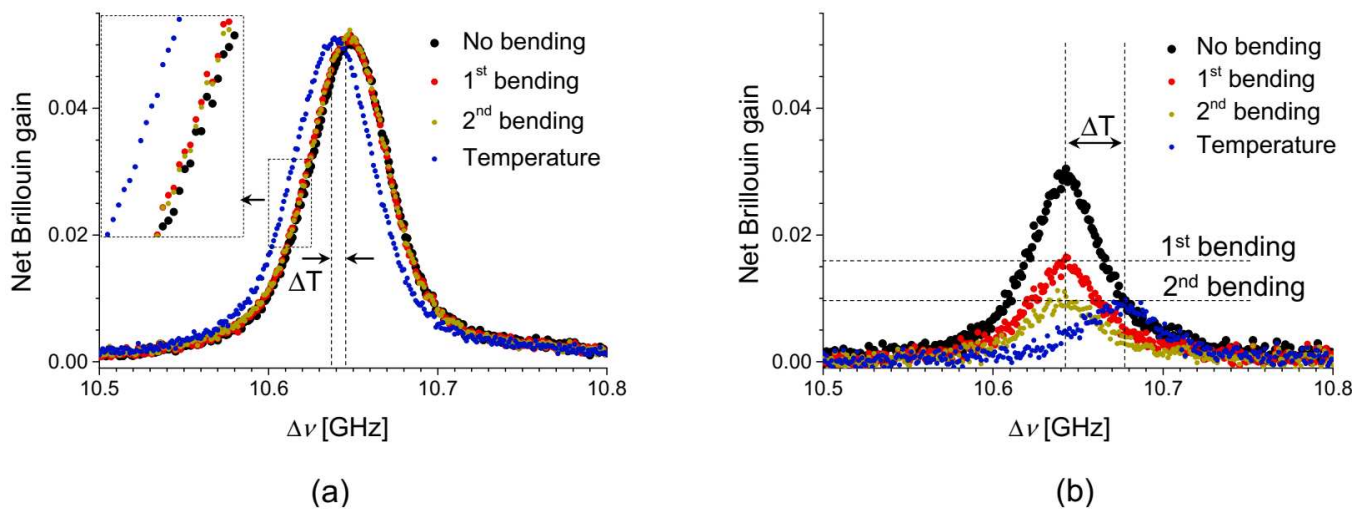 No bending
1st bending
2nd bending
Temperature
0.04
0.02
0.00
Net Brillouin gain
ΔT
10.5
10.6
10.7
10.8
Δν [GHz]
(a)
No bending
1st bending
2nd bending
Temperature
ΔT
0.04
0.02
0.00
Net Brillouin gain
1st bending
2nd bending
10.5
10.6
10.7
10.8
Δν [GHz]
(b)